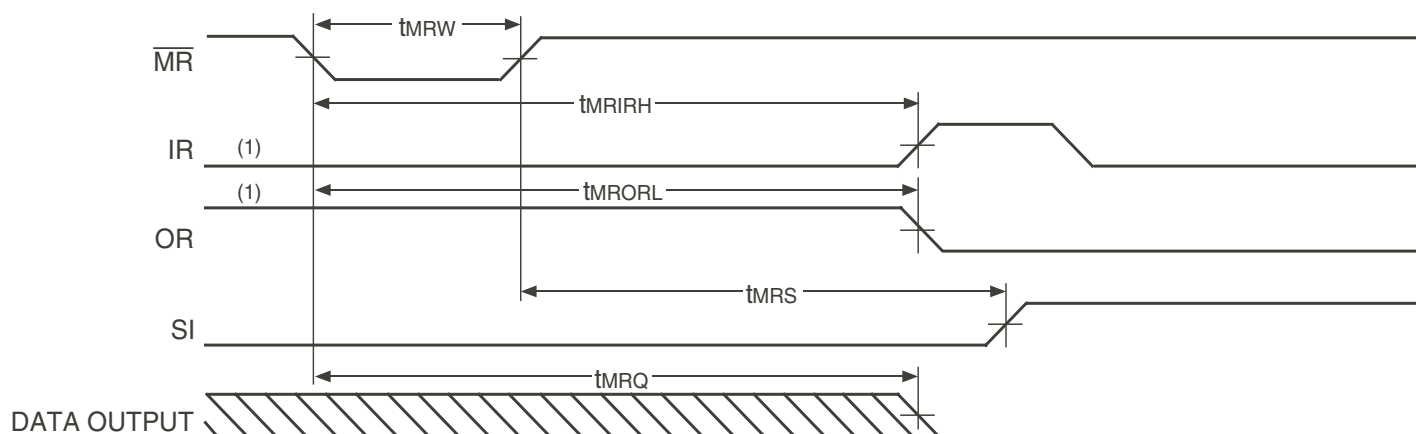 tMRW
MR
tMRIRH
IR (1)
(1)
tMRORL
OR
tMRS
SI
tMRQ
DATA OUTPUT